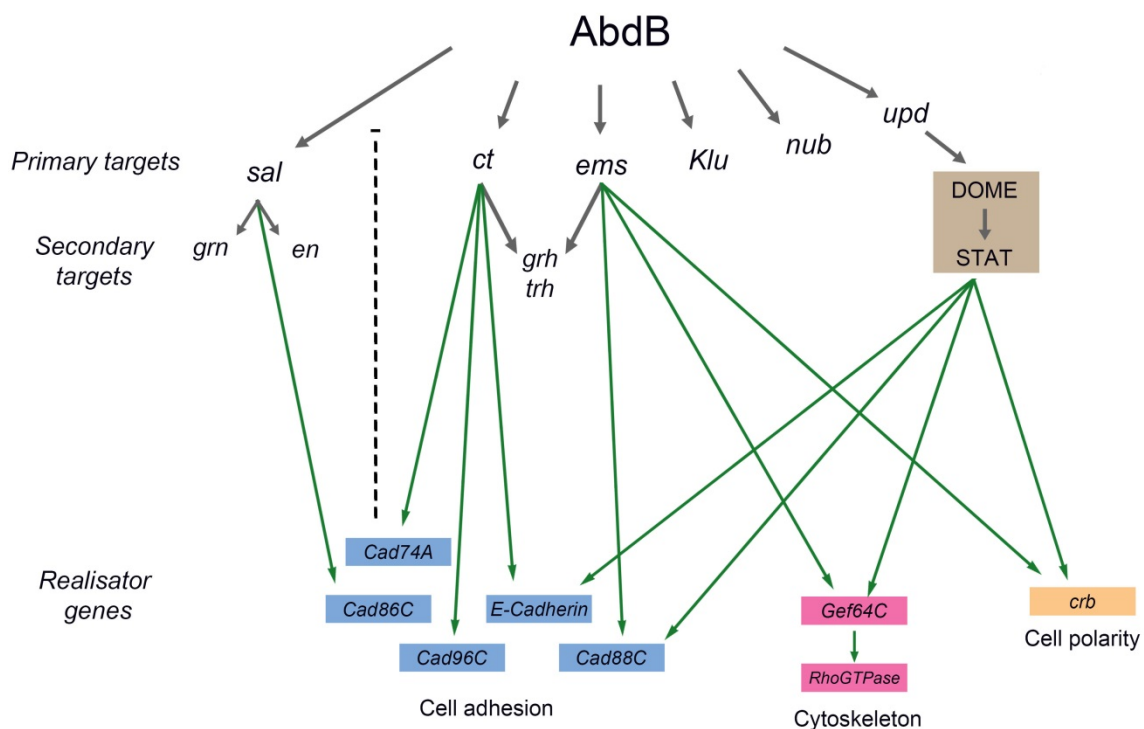 AbdB
upd
Primary targets
sal
ct
ems
Klu
nub
DOME
STAT
Secondary
targets
grn
en
grh
trh
Realisator
genes
Cad74A
Cad86C
E-Cadherin
Gef64C
crb
Cad96C
Cad88C
Cell polarity
RhoGTPase
Cell adhesion
Cytoskeleton